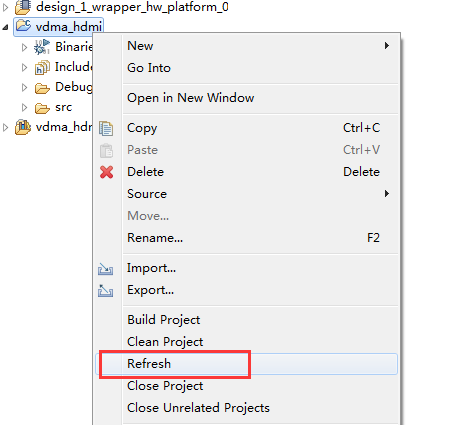 design_1_wrapper_hw_platform_0
vdma_hdmi
Binarie
Include
Debug
src
vdma_hdm
New
Go Into
Open in New Window
Copy Ctrl+C
Paste Ctrl+V
Delete Delete
Source
Move...
Rename... F2
Import...
Export...
Build Project
Clean Project
Refresh
Close Project
Close Unrelated Projects